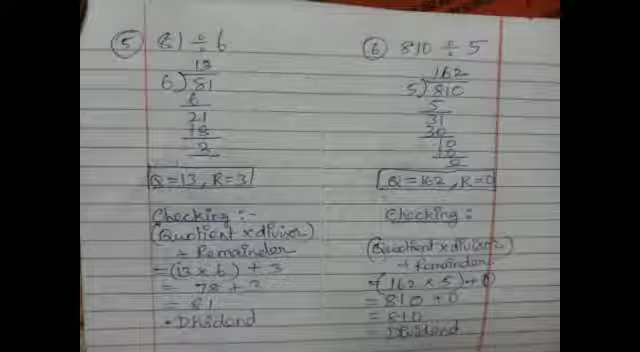 (5) 81 ÷ 6
13
6)81
6
21
18
3
Q=13, R=3
Checking :-
(Quotient x divisor)
+ Remainder
=(13 x 6) + 3
= 78 + 3
= 81
= Dividend
(6) 810 ÷ 5
162
5)810
5
31
30
10
10
0
Q=162, R=0
Checking :
(Quotient x divisor)
+ Remainder
=(162 x 5) + 0
= 810 + 0
= 810
= Dividend